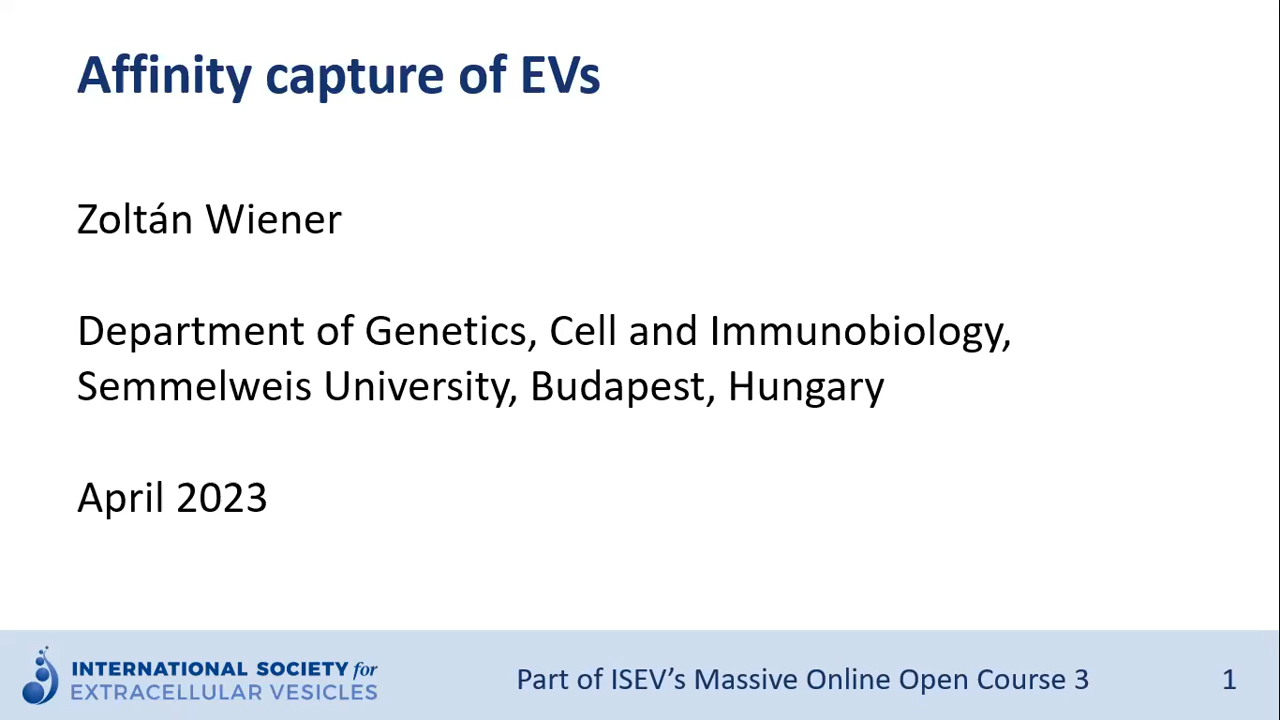 Affinity capture of EVs
Zoltán Wiener
Department of Genetics, Cell and Immunobiology,
Semmelweis University, Budapest, Hungary
April 2023
INTERNATIONAL SOCIETY for
EXTRACELLULAR VESICLES
Part of ISEV’s Massive Online Open Course 3
1